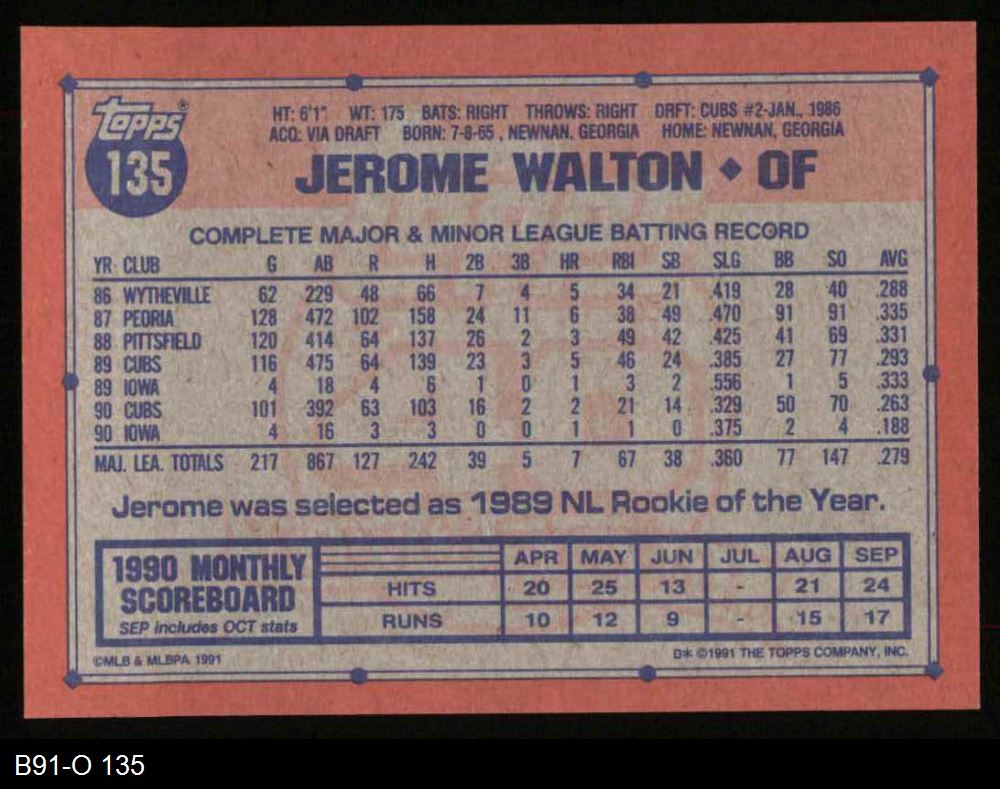 topps®
135
HT: 6'1" WT: 175 BATS: RIGHT THROWS: RIGHT DRFT: CUBS #2-JAN., 1986
ACQ: VIA DRAFT BORN: 7-8-65, NEWNAN, GEORGIA HOME: NEWNAN, GEORGIA
JEROME WALTON ◆ OF
COMPLETE MAJOR & MINOR LEAGUE BATTING RECORD
YR CLUB G AB R H 2B 3B HR RBI SB SLG BB SO AVG
86 WYTHEVILLE 62 229 48 66 7 4 5 34 21 .419 28 40 .288
87 PEORIA 128 472 102 158 24 11 6 38 49 .470 91 91 .335
88 PITTSFIELD 120 414 64 137 26 2 3 49 42 .425 41 69 .331
89 CUBS 116 475 64 139 23 3 5 46 24 .385 27 77 .293
89 IOWA 4 18 4 6 1 0 1 3 2 .556 1 5 .333
90 CUBS 101 392 63 103 16 2 2 21 14 .329 50 70 .263
90 IOWA 4 16 3 3 0 0 1 1 0 .375 2 4 .188
MAJ. LEA. TOTALS 217 867 127 242 39 5 7 67 38 .360 77 147 .279
Jerome was selected as 1989 NL Rookie of the Year.
1990 MONTHLY SCOREBOARD
SEP includes OCT stats
APR MAY JUN JUL AUG SEP
HITS 20 25 13 - 21 24
RUNS 10 12 9 - 15 17
©MLB & MLBPA 1991
D* ©1991 THE TOPPS COMPANY, INC.
B91-O 135